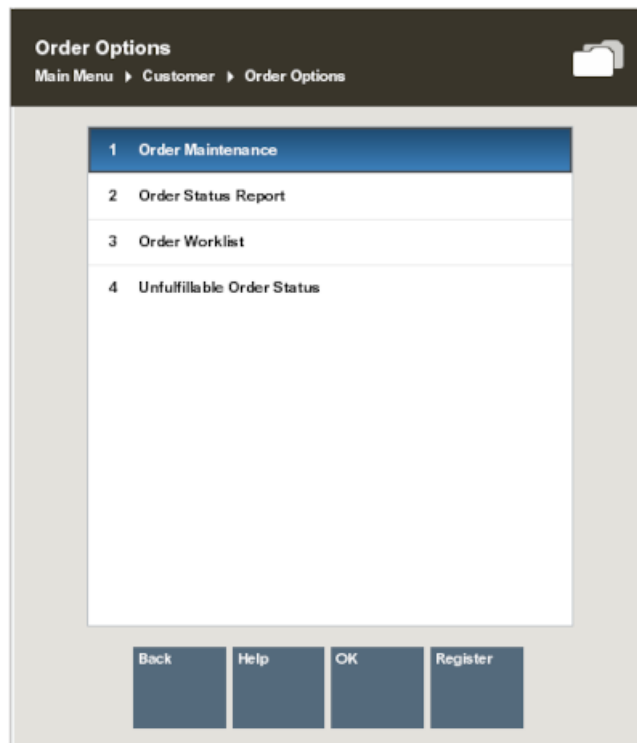 Order Options
Main Menu ▸ Customer ▸ Order Options
1 Order Maintenance
2 Order Status Report
3 Order Worklist
4 Unfulfillable Order Status
Back Help OK Register